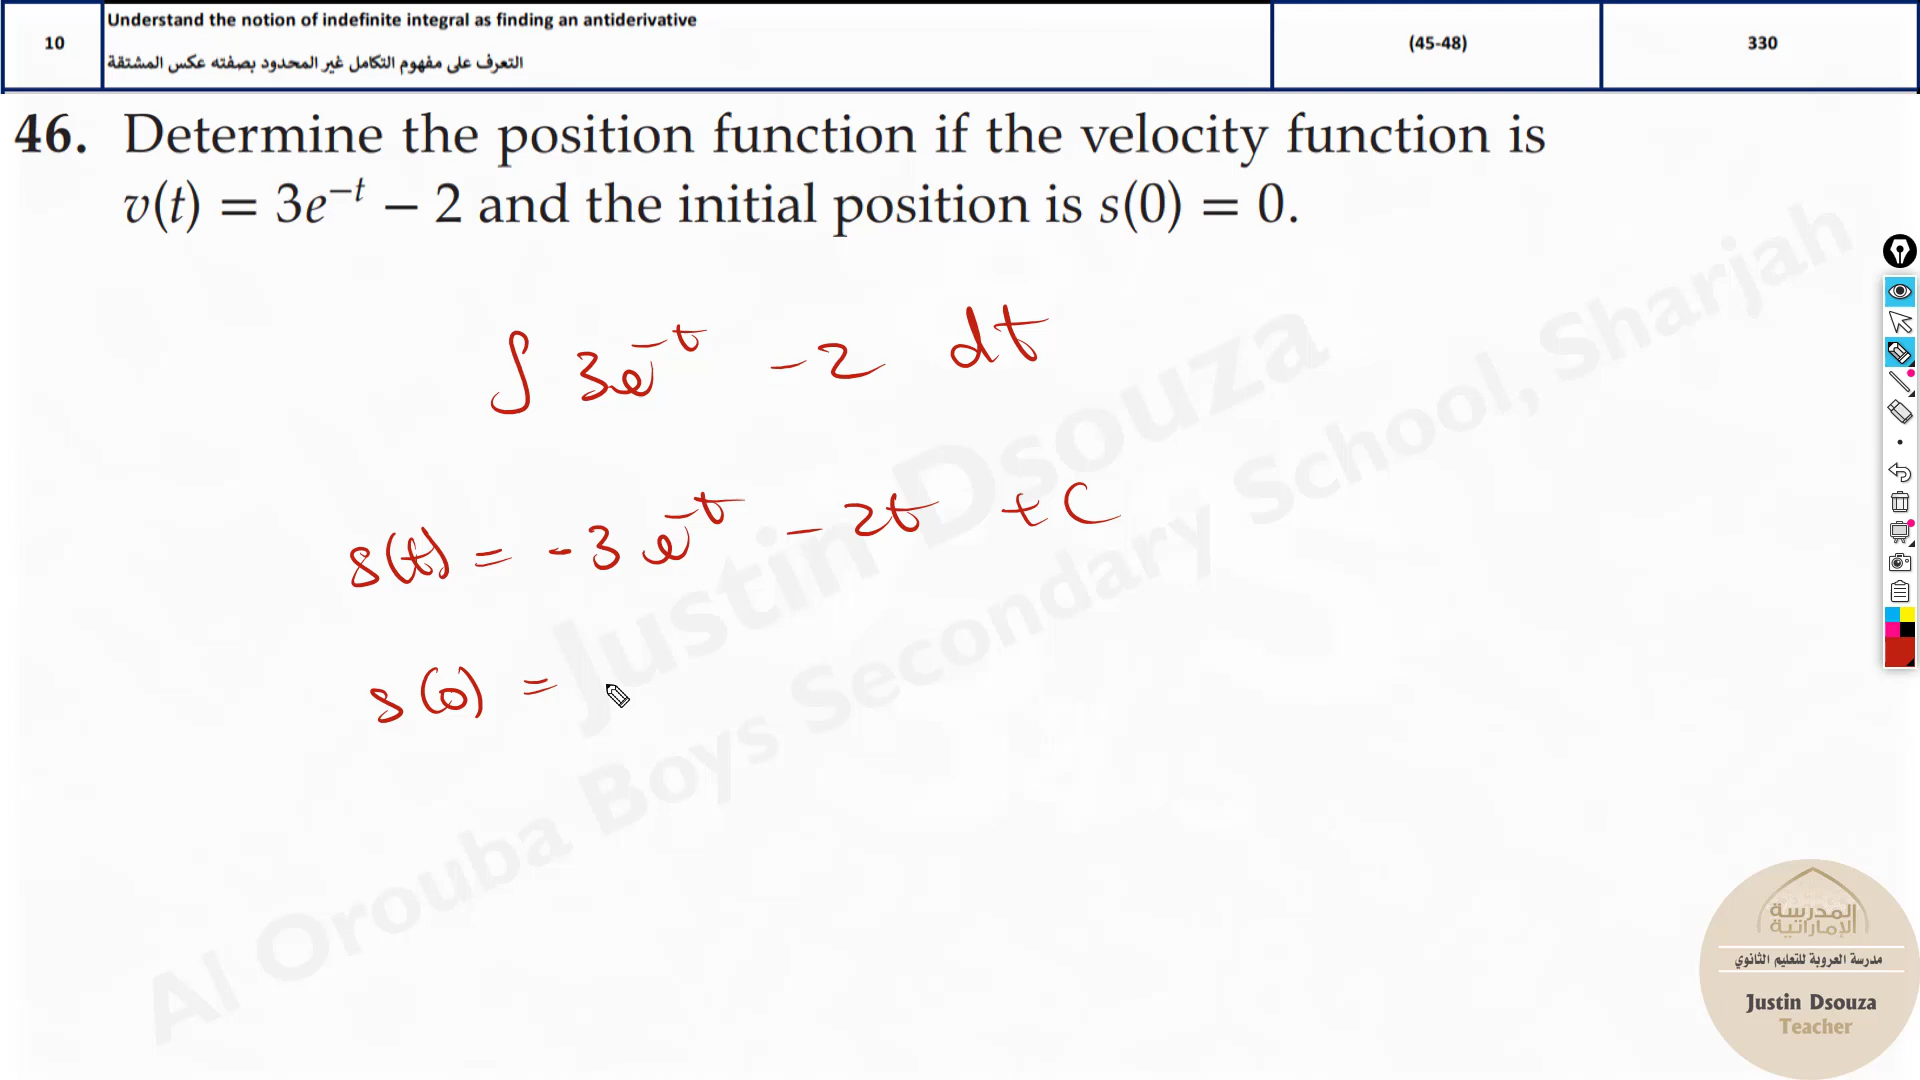 10
Understand the notion of indefinite integral as finding an antiderivative
التعرف على مفهوم التكامل غير المحدود بصفته عكس المشتقة
(45-48)
330
46. Determine the position function if the velocity function is
v(t) = 3e^{-t} − 2 and the initial position is s(0) = 0.
∫ 3e^{-t} -2 dt
s(t) = -3 e^{-t} - 2t + C
s(0) =
Justin Dsouza
Al Orouba Boys Secondary School, Sharjah
المدرسة
الإماراتية
مدرسة العروبة للتعليم الثانوي
Justin Dsouza
Teacher